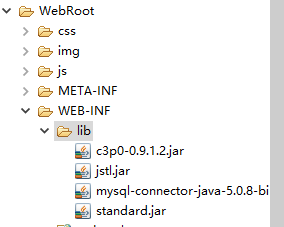 WebRoot
css
img
js
META-INF
WEB-INF
lib
c3p0-0.9.1.2.jar
jstl.jar
mysql-connector-java-5.0.8-bi
standard.jar